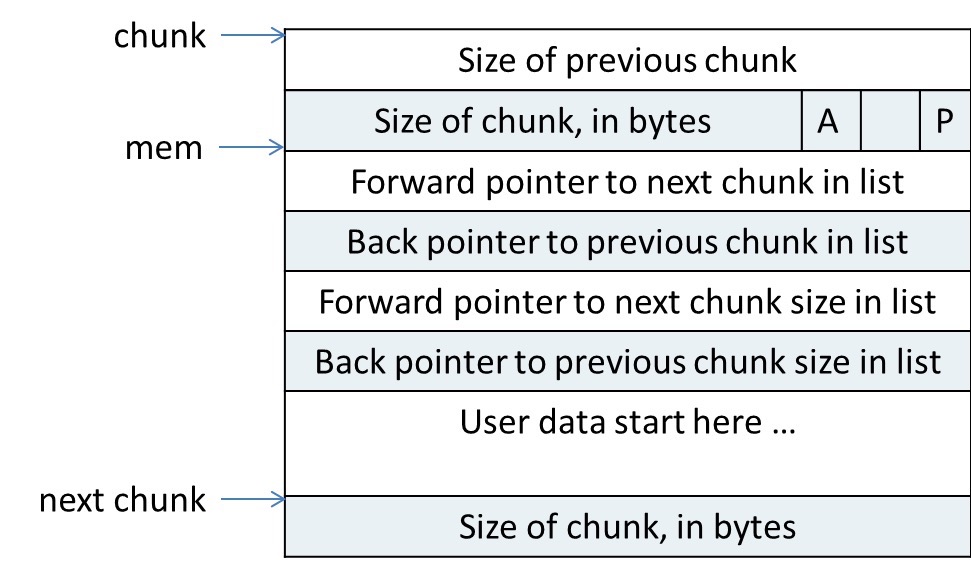 chunk
Size of previous chunk
Size of chunk, in bytes A P
mem
Forward pointer to next chunk in list
Back pointer to previous chunk in list
Forward pointer to next chunk size in list
Back pointer to previous chunk size in list
User data start here ...
next chunk
Size of chunk, in bytes